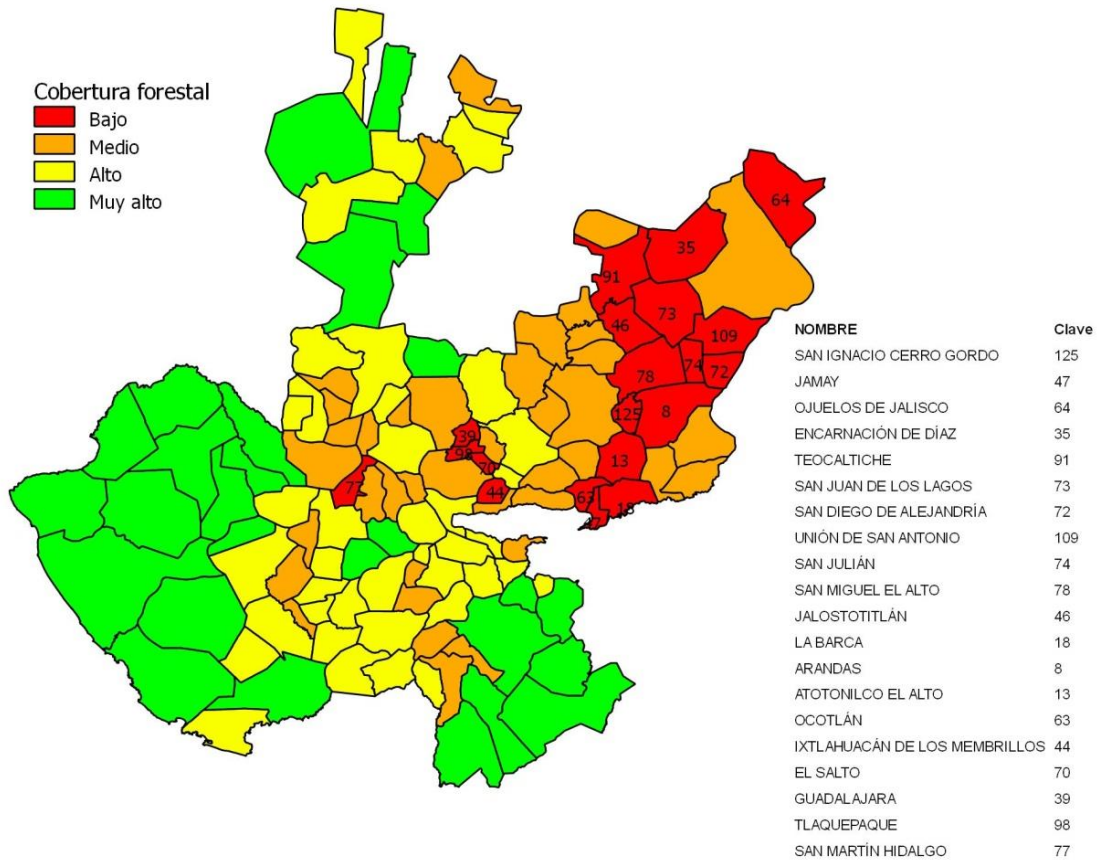 Cobertura forestal
Bajo
Medio
Alto
Muy alto
64
35
91
73
46
109
74
72
78
125
8
39
98
70
13
77
44
63
18
47
NOMBRE Clave
SAN IGNACIO CERRO GORDO 125
JAMAY 47
OJUELOS DE JALISCO 64
ENCARNACIÓN DE DÍAZ 35
TEOCALTICHE 91
SAN JUAN DE LOS LAGOS 73
SAN DIEGO DE ALEJANDRÍA 72
UNIÓN DE SAN ANTONIO 109
SAN JULIÁN 74
SAN MIGUEL EL ALTO 78
JALOSTOTITLÁN 46
LA BARCA 18
ARANDAS 8
ATOTONILCO EL ALTO 13
OCOTLÁN 63
IXTLAHUACÁN DE LOS MEMBRILLOS 44
EL SALTO 70
GUADALAJARA 39
TLAQUEPAQUE 98
SAN MARTÍN HIDALGO 77